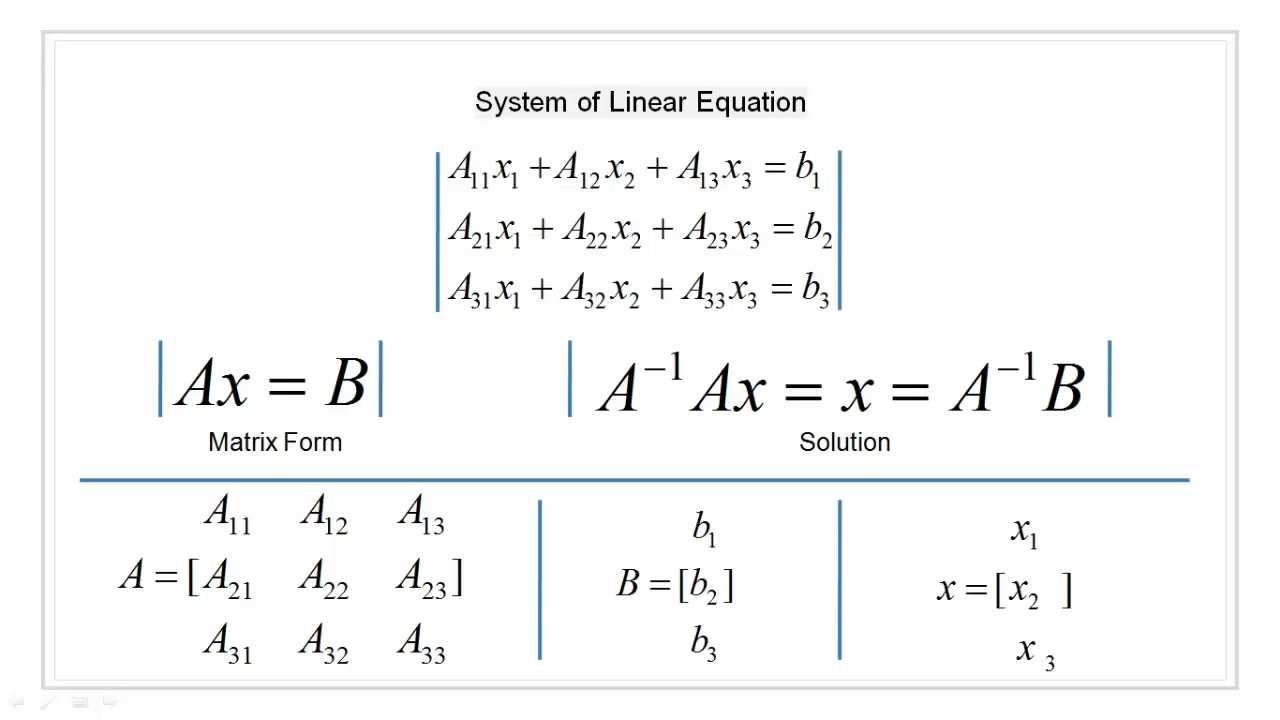 System of Linear Equation
A₁₁x₁ + A₁₂x₂ + A₁₃x₃ = b₁
A₂₁x₁ + A₂₂x₂ + A₂₃x₃ = b₂
A₃₁x₁ + A₃₂x₂ + A₃₃x₃ = b₃
Ax = B
Matrix Form
A⁻¹Ax = x = A⁻¹B
Solution
A₁₁ A₁₂ A₁₃
A = [A₂₁ A₂₂ A₂₃]
A₃₁ A₃₂ A₃₃
b₁
B = [b₂]
b₃
x₁
x = [x₂ ]
x ₃